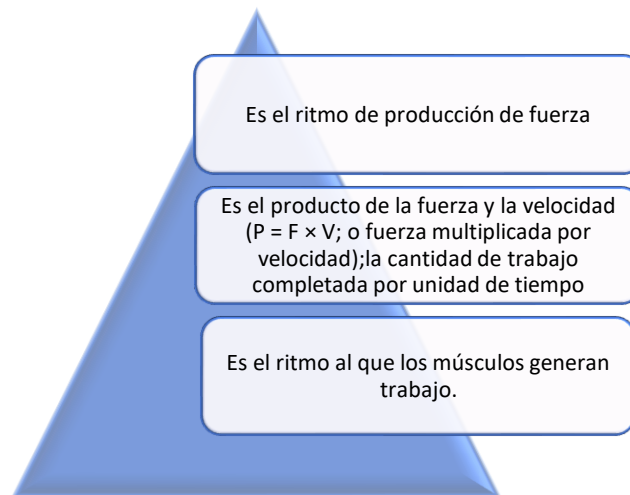 Es el ritmo de producción de fuerza
Es el producto de la fuerza y la velocidad
(P = F × V; o fuerza multiplicada por
velocidad);la cantidad de trabajo
completada por unidad de tiempo
Es el ritmo al que los músculos generan
trabajo.